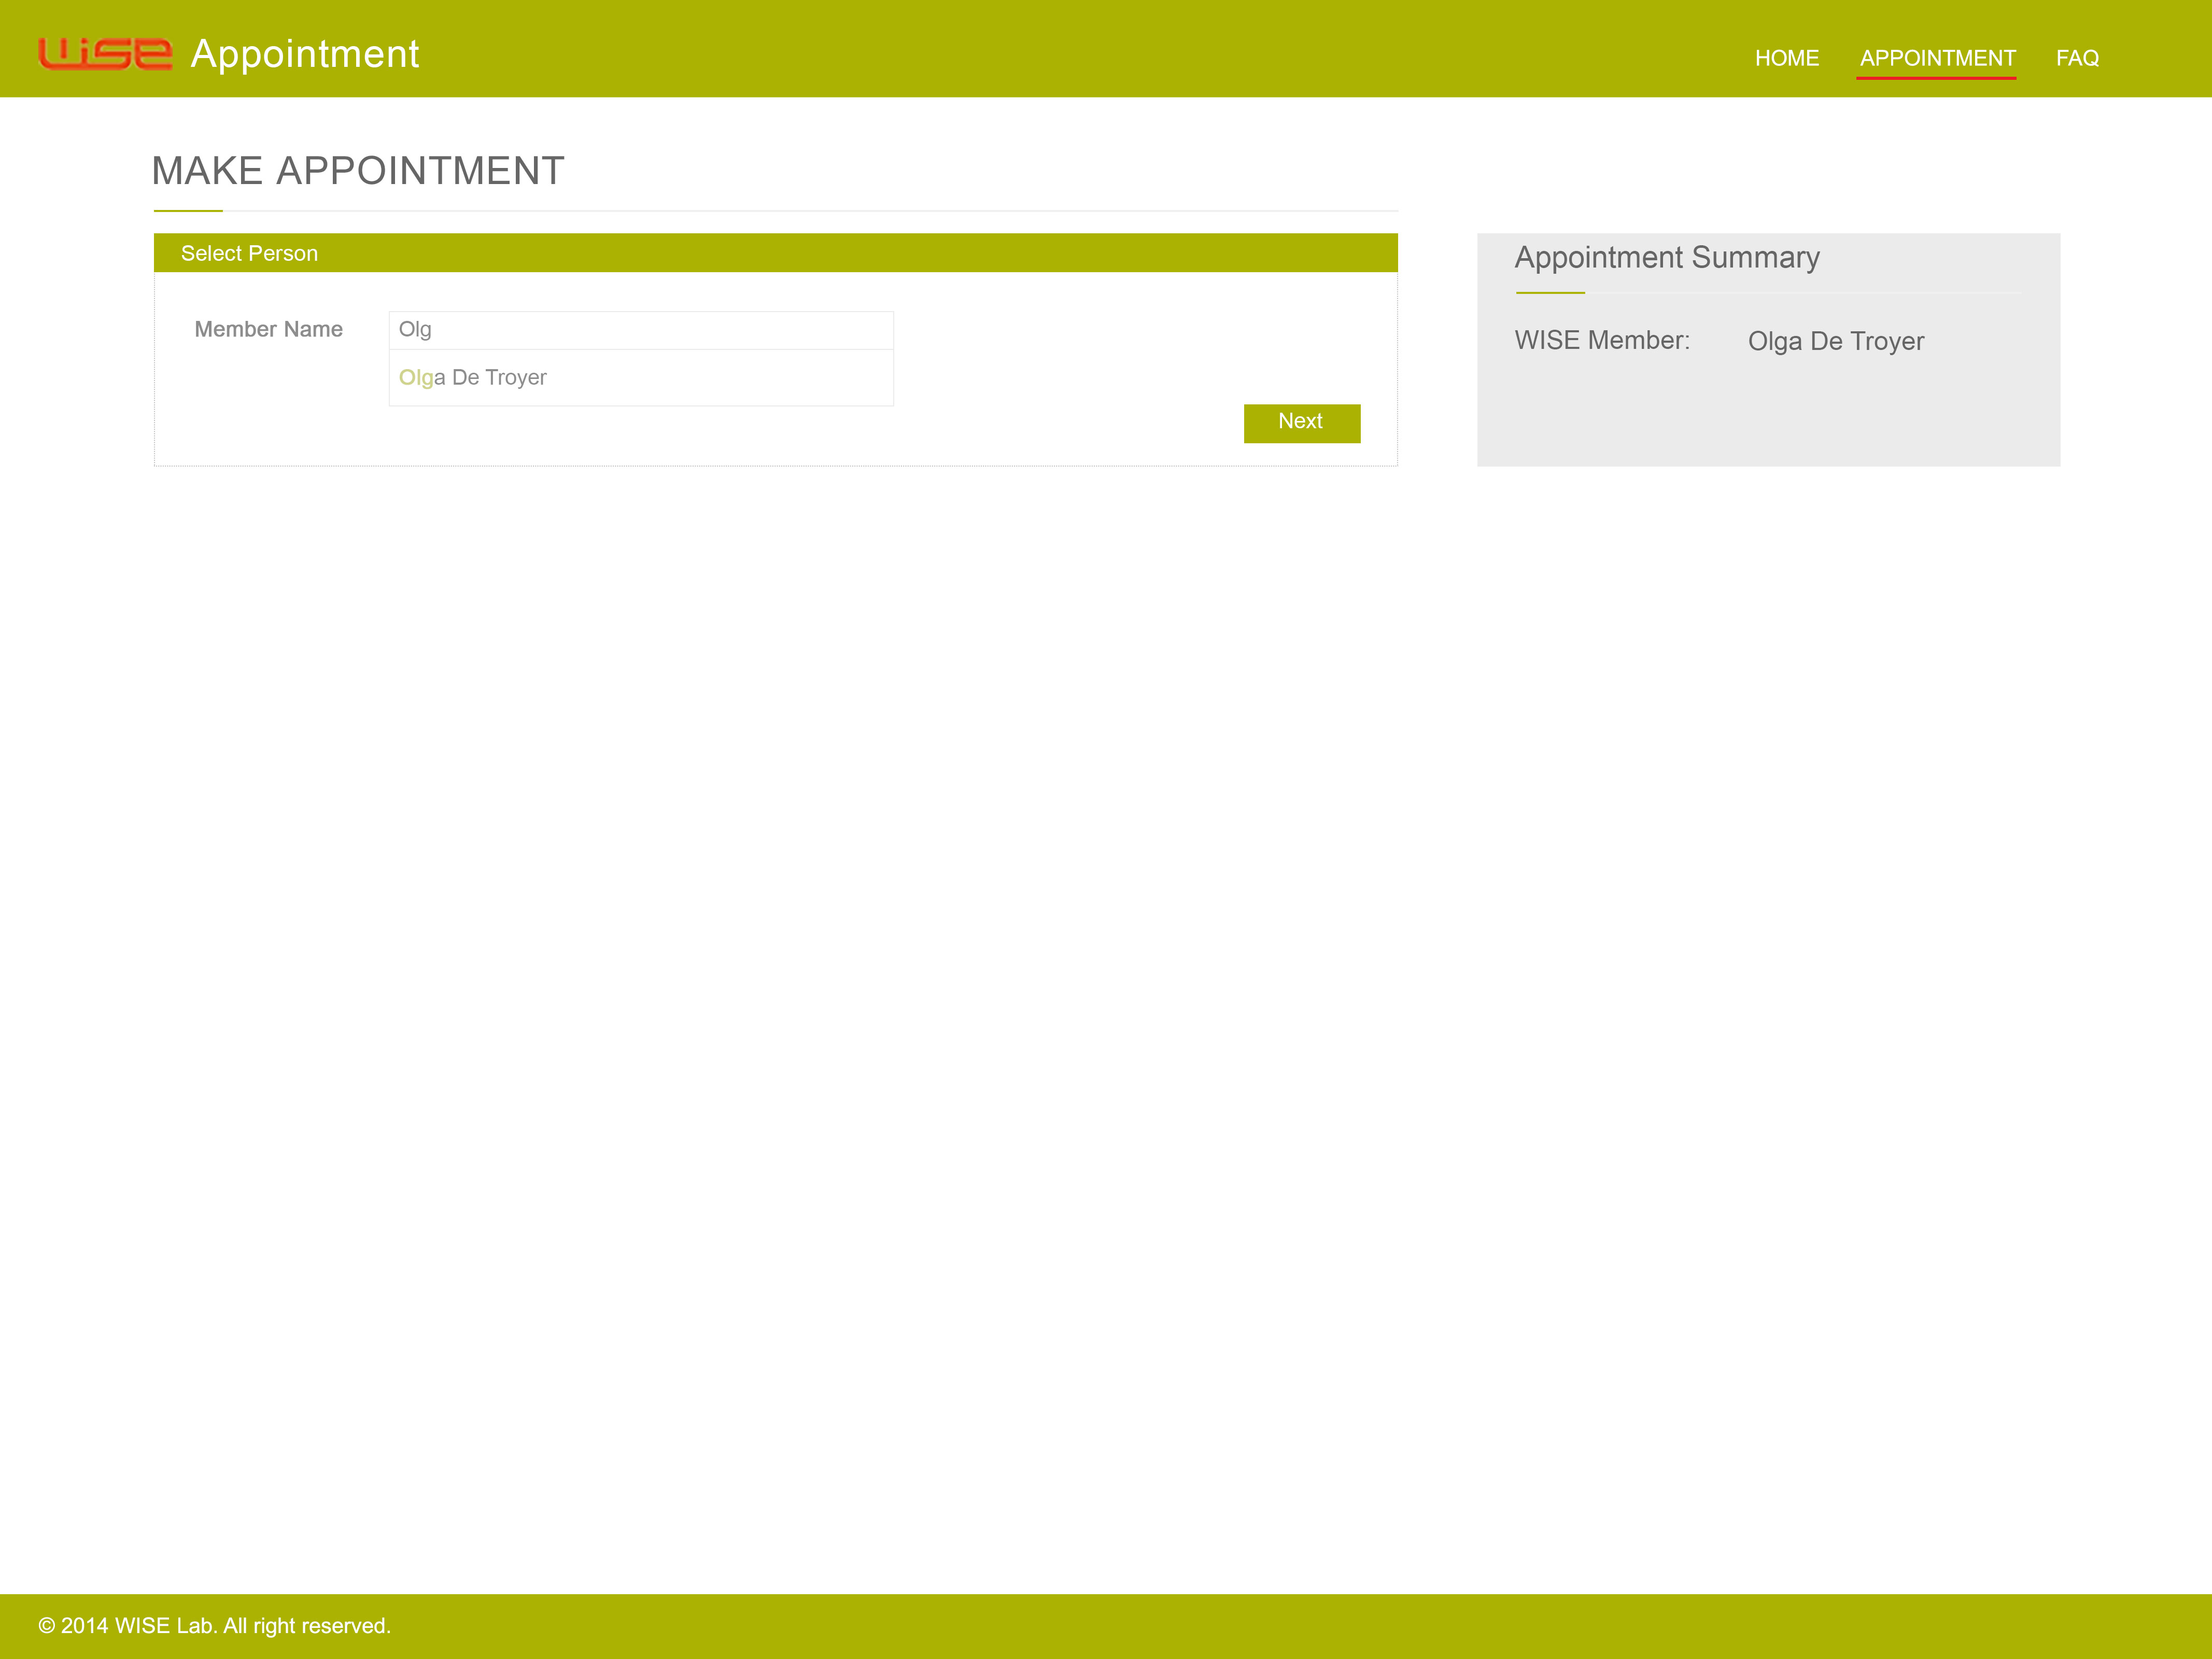 WISE Appointment
HOME APPOINTMENT FAQ
MAKE APPOINTMENT
Select Person
Member Name
Olg
Olga De Troyer
Next
Appointment Summary
WISE Member: Olga De Troyer
© 2014 WISE Lab. All right reserved.